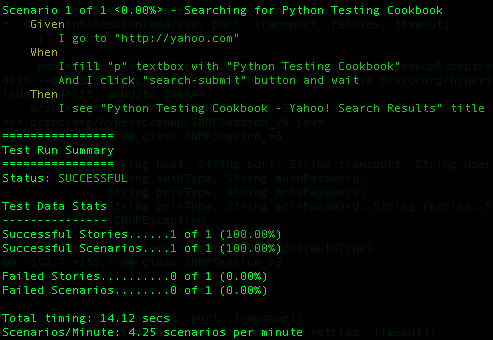 Scenario 1 of 1 <0.00%> - Searching for Python Testing Cookbook
Given
I go to "http://yahoo.com"
When
I fill "p" textbox with "Python Testing Cookbook"
And I click "search-submit" button and wait
Then
I see "Python Testing Cookbook - Yahoo! Search Results" title
================
Test Run Summary
================
Status: SUCCESSFUL
Test Data Stats
---------------
Successful Stories......1 of 1 (100.00%)
Successful Scenarios....1 of 1 (100.00%)
Failed Stories..........0 of 1 (0.00%)
Failed Scenarios........0 of 1 (0.00%)
Total timing: 14.12 secs
Scenarios/Minute: 4.25 scenarios per minute